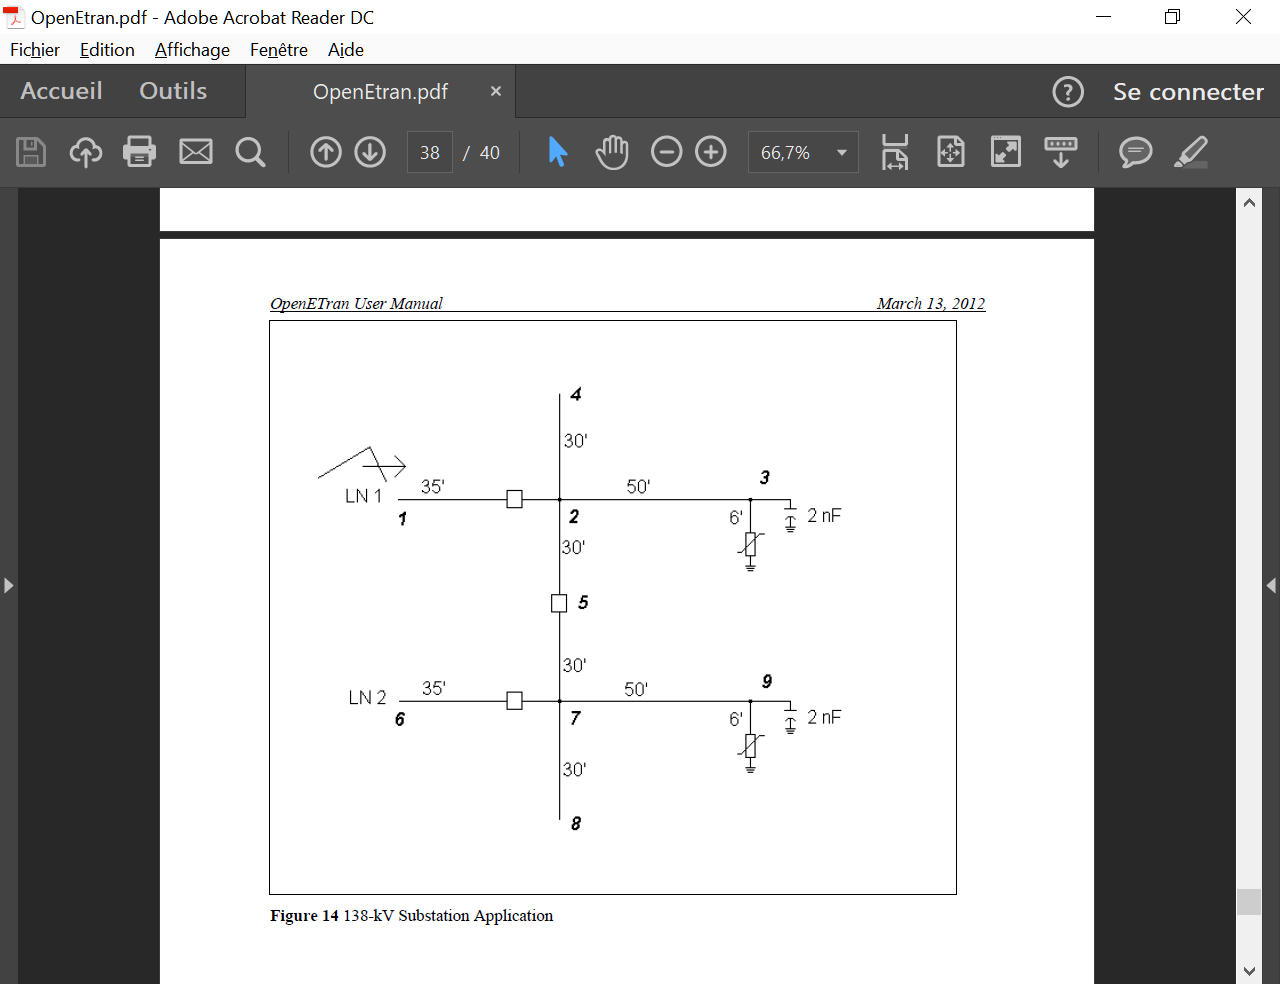 OpenEtran.pdf - Adobe Acrobat Reader DC
Fichier Edition Affichage Fenêtre Aide
Accueil Outils OpenEtran.pdf × ? Se connecter
38 / 40 66,7%
OpenETran User Manual March 13, 2012
4
30'
3
LN 1 35' 50'
1 2 6' 2 nF
30'
5
30'
9
LN 2 35' 50'
6 7 6' 2 nF
30'
8
Figure 14 138-kV Substation Application